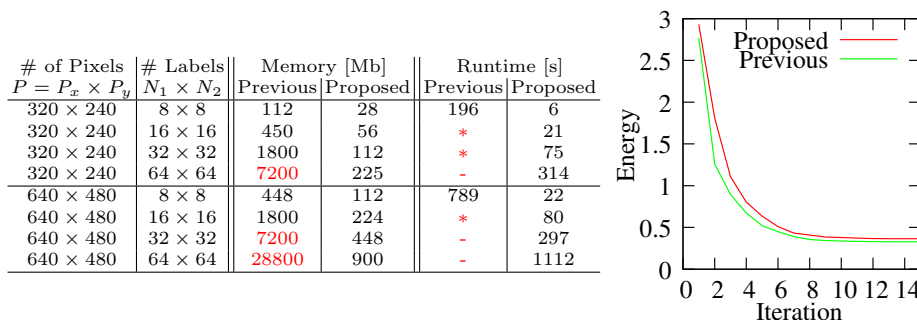 # of Pixels # Labels Memory [Mb] Runtime [s]
P = Px × Py N1 × N2 Previous Proposed Previous Proposed
320 × 240 8 × 8 112 28 196 6
320 × 240 16 × 16 450 56 * 21
320 × 240 32 × 32 1800 112 * 75
320 × 240 64 × 64 7200 225 - 314
640 × 480 8 × 8 448 112 789 22
640 × 480 16 × 16 1800 224 * 80
640 × 480 32 × 32 7200 448 - 297
640 × 480 64 × 64 28800 900 - 1112
3
2.5
2
1.5
1
0.5
0
Energy
Proposed
Previous
0 2 4 6 8 10 12 14
Iteration